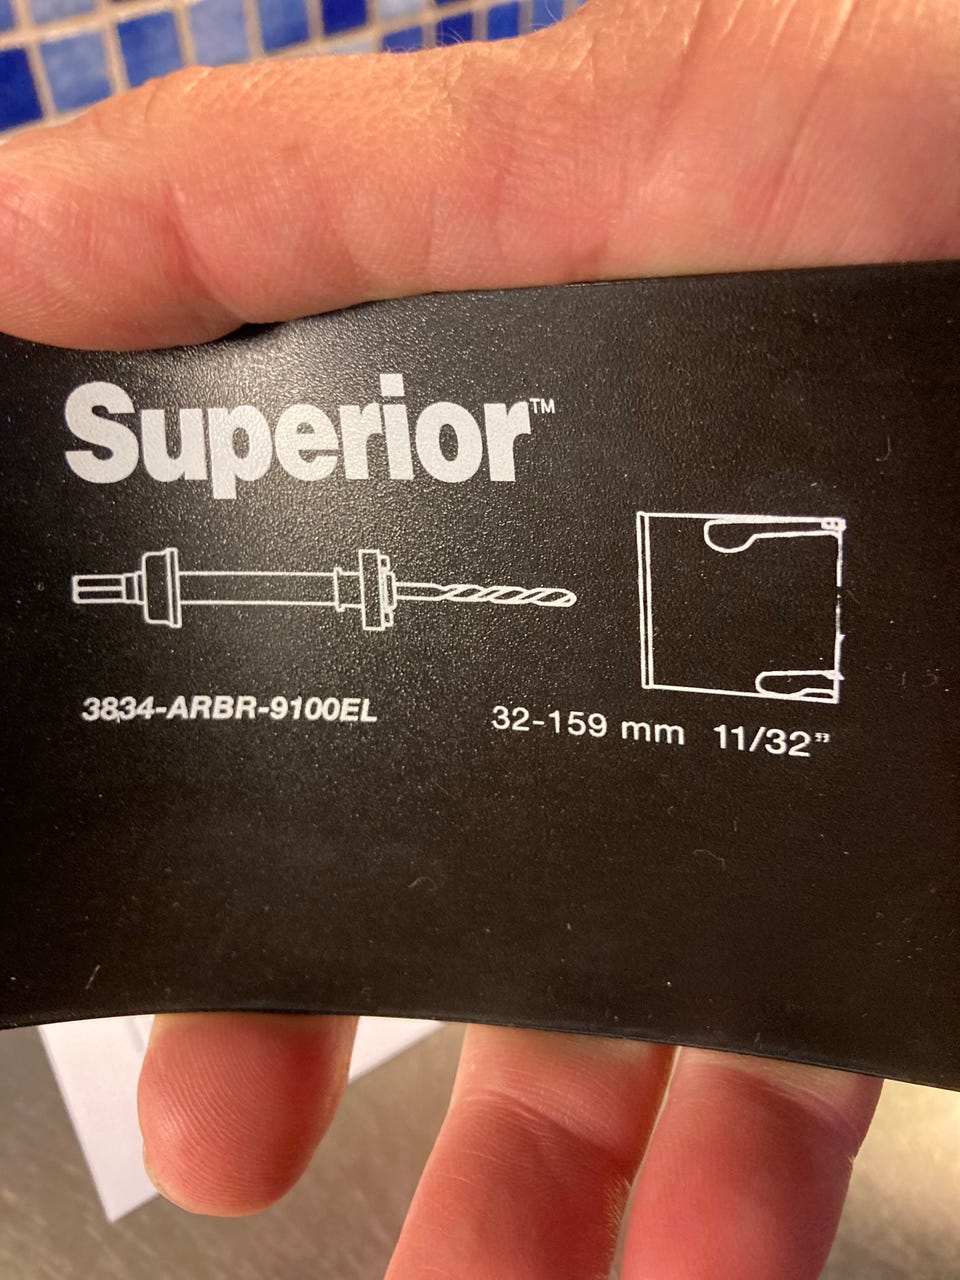 Superior™
3834-ARBR-9100EL
32-159 mm 11/32”